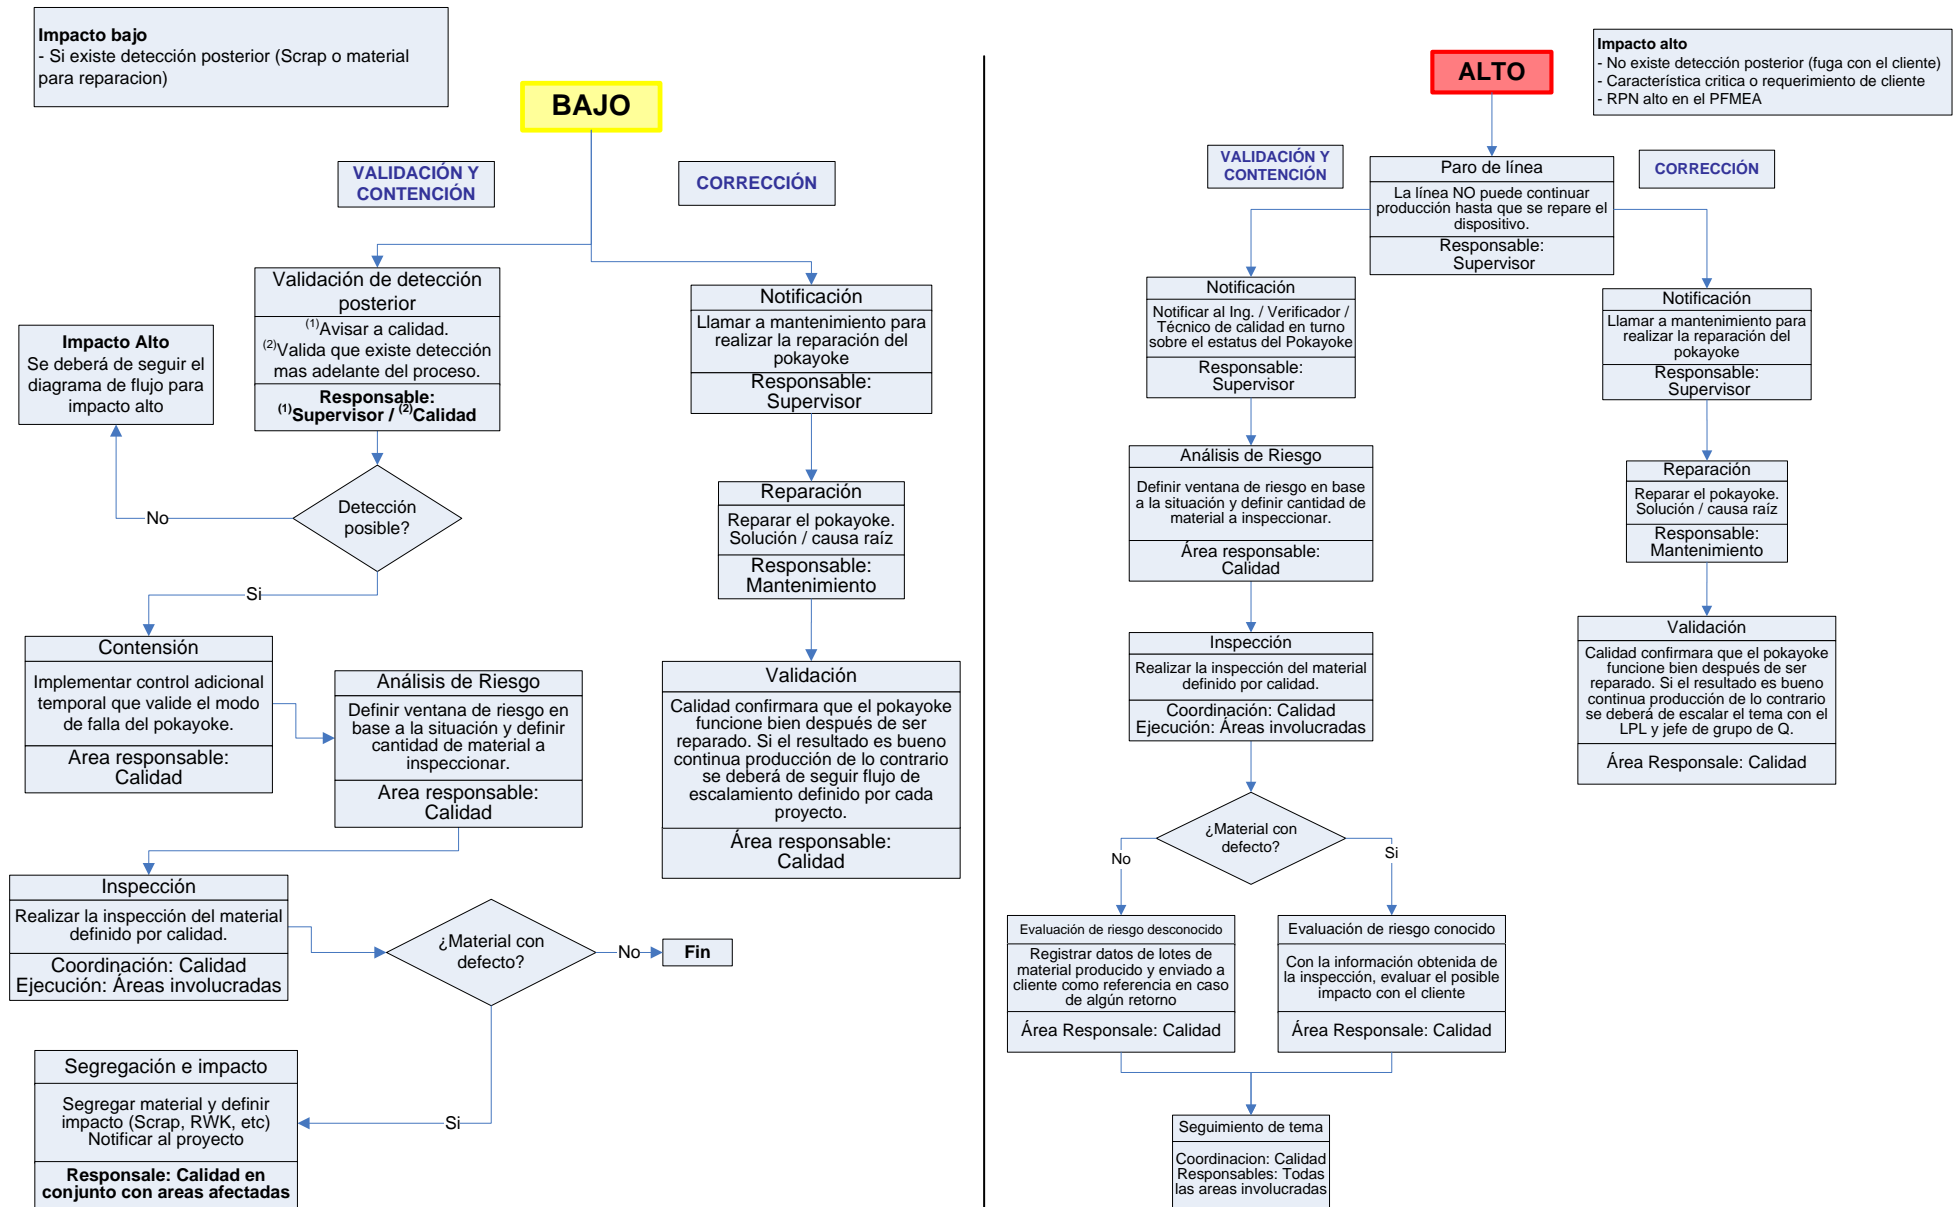 Impacto bajo
- Si existe detección posterior (Scrap o material
para reparacion)
BAJO
VALIDACIÓN Y
CONTENCIÓN
CORRECCIÓN
Validación de detección
posterior
(1)Avisar a calidad.
(2)Valida que existe detección
mas adelante del proceso.
Responsable:
(1)Supervisor / (2)Calidad
Impacto Alto
Se deberá de seguir el
diagrama de flujo para
impacto alto
Detección
posible?
No
Si
Contensión
Implementar control adicional
temporal que valide el modo
de falla del pokayoke.
Area responsable:
Calidad
Análisis de Riesgo
Definir ventana de riesgo en
base a la situación y definir
cantidad de material a
inspeccionar.
Area responsable:
Calidad
Inspección
Realizar la inspección del material
definido por calidad.
Coordinación: Calidad
Ejecución: Áreas involucradas
¿Material con
defecto?
No
Fin
Si
Segregación e impacto
Segregar material y definir
impacto (Scrap, RWK, etc)
Notificar al proyecto
Responsale: Calidad en
conjunto con areas afectadas
Notificación
Llamar a mantenimiento para
realizar la reparación del
pokayoke
Responsable:
Supervisor
Reparación
Reparar el pokayoke.
Solución / causa raíz
Responsable:
Mantenimiento
Validación
Calidad confirmara que el pokayoke
funcione bien después de ser
reparado. Si el resultado es bueno
continua producción de lo contrario
se deberá de seguir flujo de
escalamiento definido por cada
proyecto.
Área responsable:
Calidad
ALTO
Impacto alto
- No existe detección posterior (fuga con el cliente)
- Característica critica o requerimiento de cliente
- RPN alto en el PFMEA
VALIDACIÓN Y
CONTENCIÓN
CORRECCIÓN
Paro de línea
La línea NO puede continuar
producción hasta que se repare el
dispositivo.
Responsable:
Supervisor
Notificación
Notificar al Ing. / Verificador /
Técnico de calidad en turno
sobre el estatus del Pokayoke
Responsable:
Supervisor
Análisis de Riesgo
Definir ventana de riesgo en base
a la situación y definir cantidad de
material a inspeccionar.
Área responsable:
Calidad
Inspección
Realizar la inspección del material
definido por calidad.
Coordinación: Calidad
Ejecución: Áreas involucradas
¿Material con
defecto?
No
Si
Evaluación de riesgo desconocido
Registrar datos de lotes de
material producido y enviado a
cliente como referencia en caso
de algún retorno
Área Responsale: Calidad
Evaluación de riesgo conocido
Con la información obtenida de
la inspección, evaluar el posible
impacto con el cliente
Área Responsale: Calidad
Seguimiento de tema
Coordinacion: Calidad
Responsables: Todas
las areas involucradas
Notificación
Llamar a mantenimiento para
realizar la reparación del
pokayoke
Responsable:
Supervisor
Reparación
Reparar el pokayoke.
Solución / causa raíz
Responsable:
Mantenimiento
Validación
Calidad confirmara que el pokayoke
funcione bien después de ser
reparado. Si el resultado es bueno
continua producción de lo contrario
se deberá de escalar el tema con el
LPL y jefe de grupo de Q.
Área Responsale: Calidad